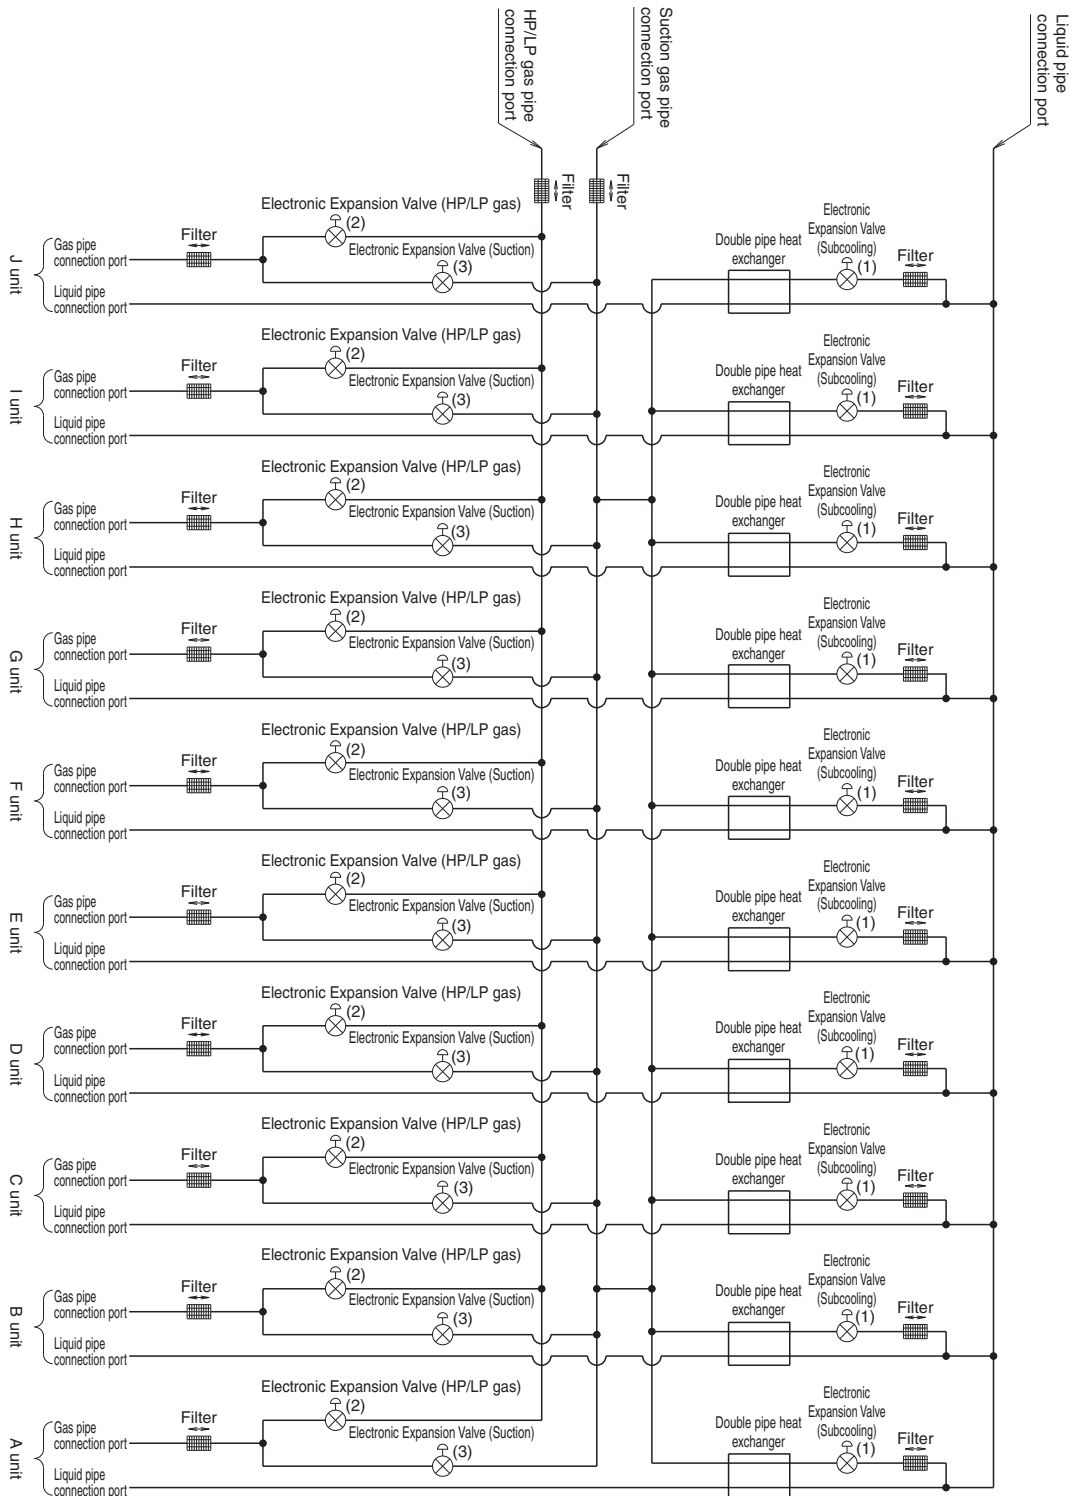 HP/LP gas pipe
connection port
Suction gas pipe
connection port
Liquid pipe
connection port
Filter
Filter
Electronic Expansion Valve (HP/LP gas)
(2)
Electronic Expansion Valve (Suction)
(3)
Filter
Gas pipe
connection port
Liquid pipe
connection port
J unit
Double pipe heat
exchanger
Electronic
Expansion Valve
(Subcooling)
(1)
Filter
Electronic Expansion Valve (HP/LP gas)
(2)
Electronic Expansion Valve (Suction)
(3)
Filter
Gas pipe
connection port
Liquid pipe
connection port
I unit
Double pipe heat
exchanger
Electronic
Expansion Valve
(Subcooling)
(1)
Filter
Electronic Expansion Valve (HP/LP gas)
(2)
Electronic Expansion Valve (Suction)
(3)
Filter
Gas pipe
connection port
Liquid pipe
connection port
H unit
Double pipe heat
exchanger
Electronic
Expansion Valve
(Subcooling)
(1)
Filter
Electronic Expansion Valve (HP/LP gas)
(2)
Electronic Expansion Valve (Suction)
(3)
Filter
Gas pipe
connection port
Liquid pipe
connection port
G unit
Double pipe heat
exchanger
Electronic
Expansion Valve
(Subcooling)
(1)
Filter
Electronic Expansion Valve (HP/LP gas)
(2)
Electronic Expansion Valve (Suction)
(3)
Filter
Gas pipe
connection port
Liquid pipe
connection port
F unit
Double pipe heat
exchanger
Electronic
Expansion Valve
(Subcooling)
(1)
Filter
Electronic Expansion Valve (HP/LP gas)
(2)
Electronic Expansion Valve (Suction)
(3)
Filter
Gas pipe
connection port
Liquid pipe
connection port
E unit
Double pipe heat
exchanger
Electronic
Expansion Valve
(Subcooling)
(1)
Filter
Electronic Expansion Valve (HP/LP gas)
(2)
Electronic Expansion Valve (Suction)
(3)
Filter
Gas pipe
connection port
Liquid pipe
connection port
D unit
Double pipe heat
exchanger
Electronic
Expansion Valve
(Subcooling)
(1)
Filter
Electronic Expansion Valve (HP/LP gas)
(2)
Electronic Expansion Valve (Suction)
(3)
Filter
Gas pipe
connection port
Liquid pipe
connection port
C unit
Double pipe heat
exchanger
Electronic
Expansion Valve
(Subcooling)
(1)
Filter
Electronic Expansion Valve (HP/LP gas)
(2)
Electronic Expansion Valve (Suction)
(3)
Filter
Gas pipe
connection port
Liquid pipe
connection port
B unit
Double pipe heat
exchanger
Electronic
Expansion Valve
(Subcooling)
(1)
Filter
Electronic Expansion Valve (HP/LP gas)
(2)
Electronic Expansion Valve (Suction)
(3)
Filter
Gas pipe
connection port
Liquid pipe
connection port
A unit
Double pipe heat
exchanger
Electronic
Expansion Valve
(Subcooling)
(1)
Filter